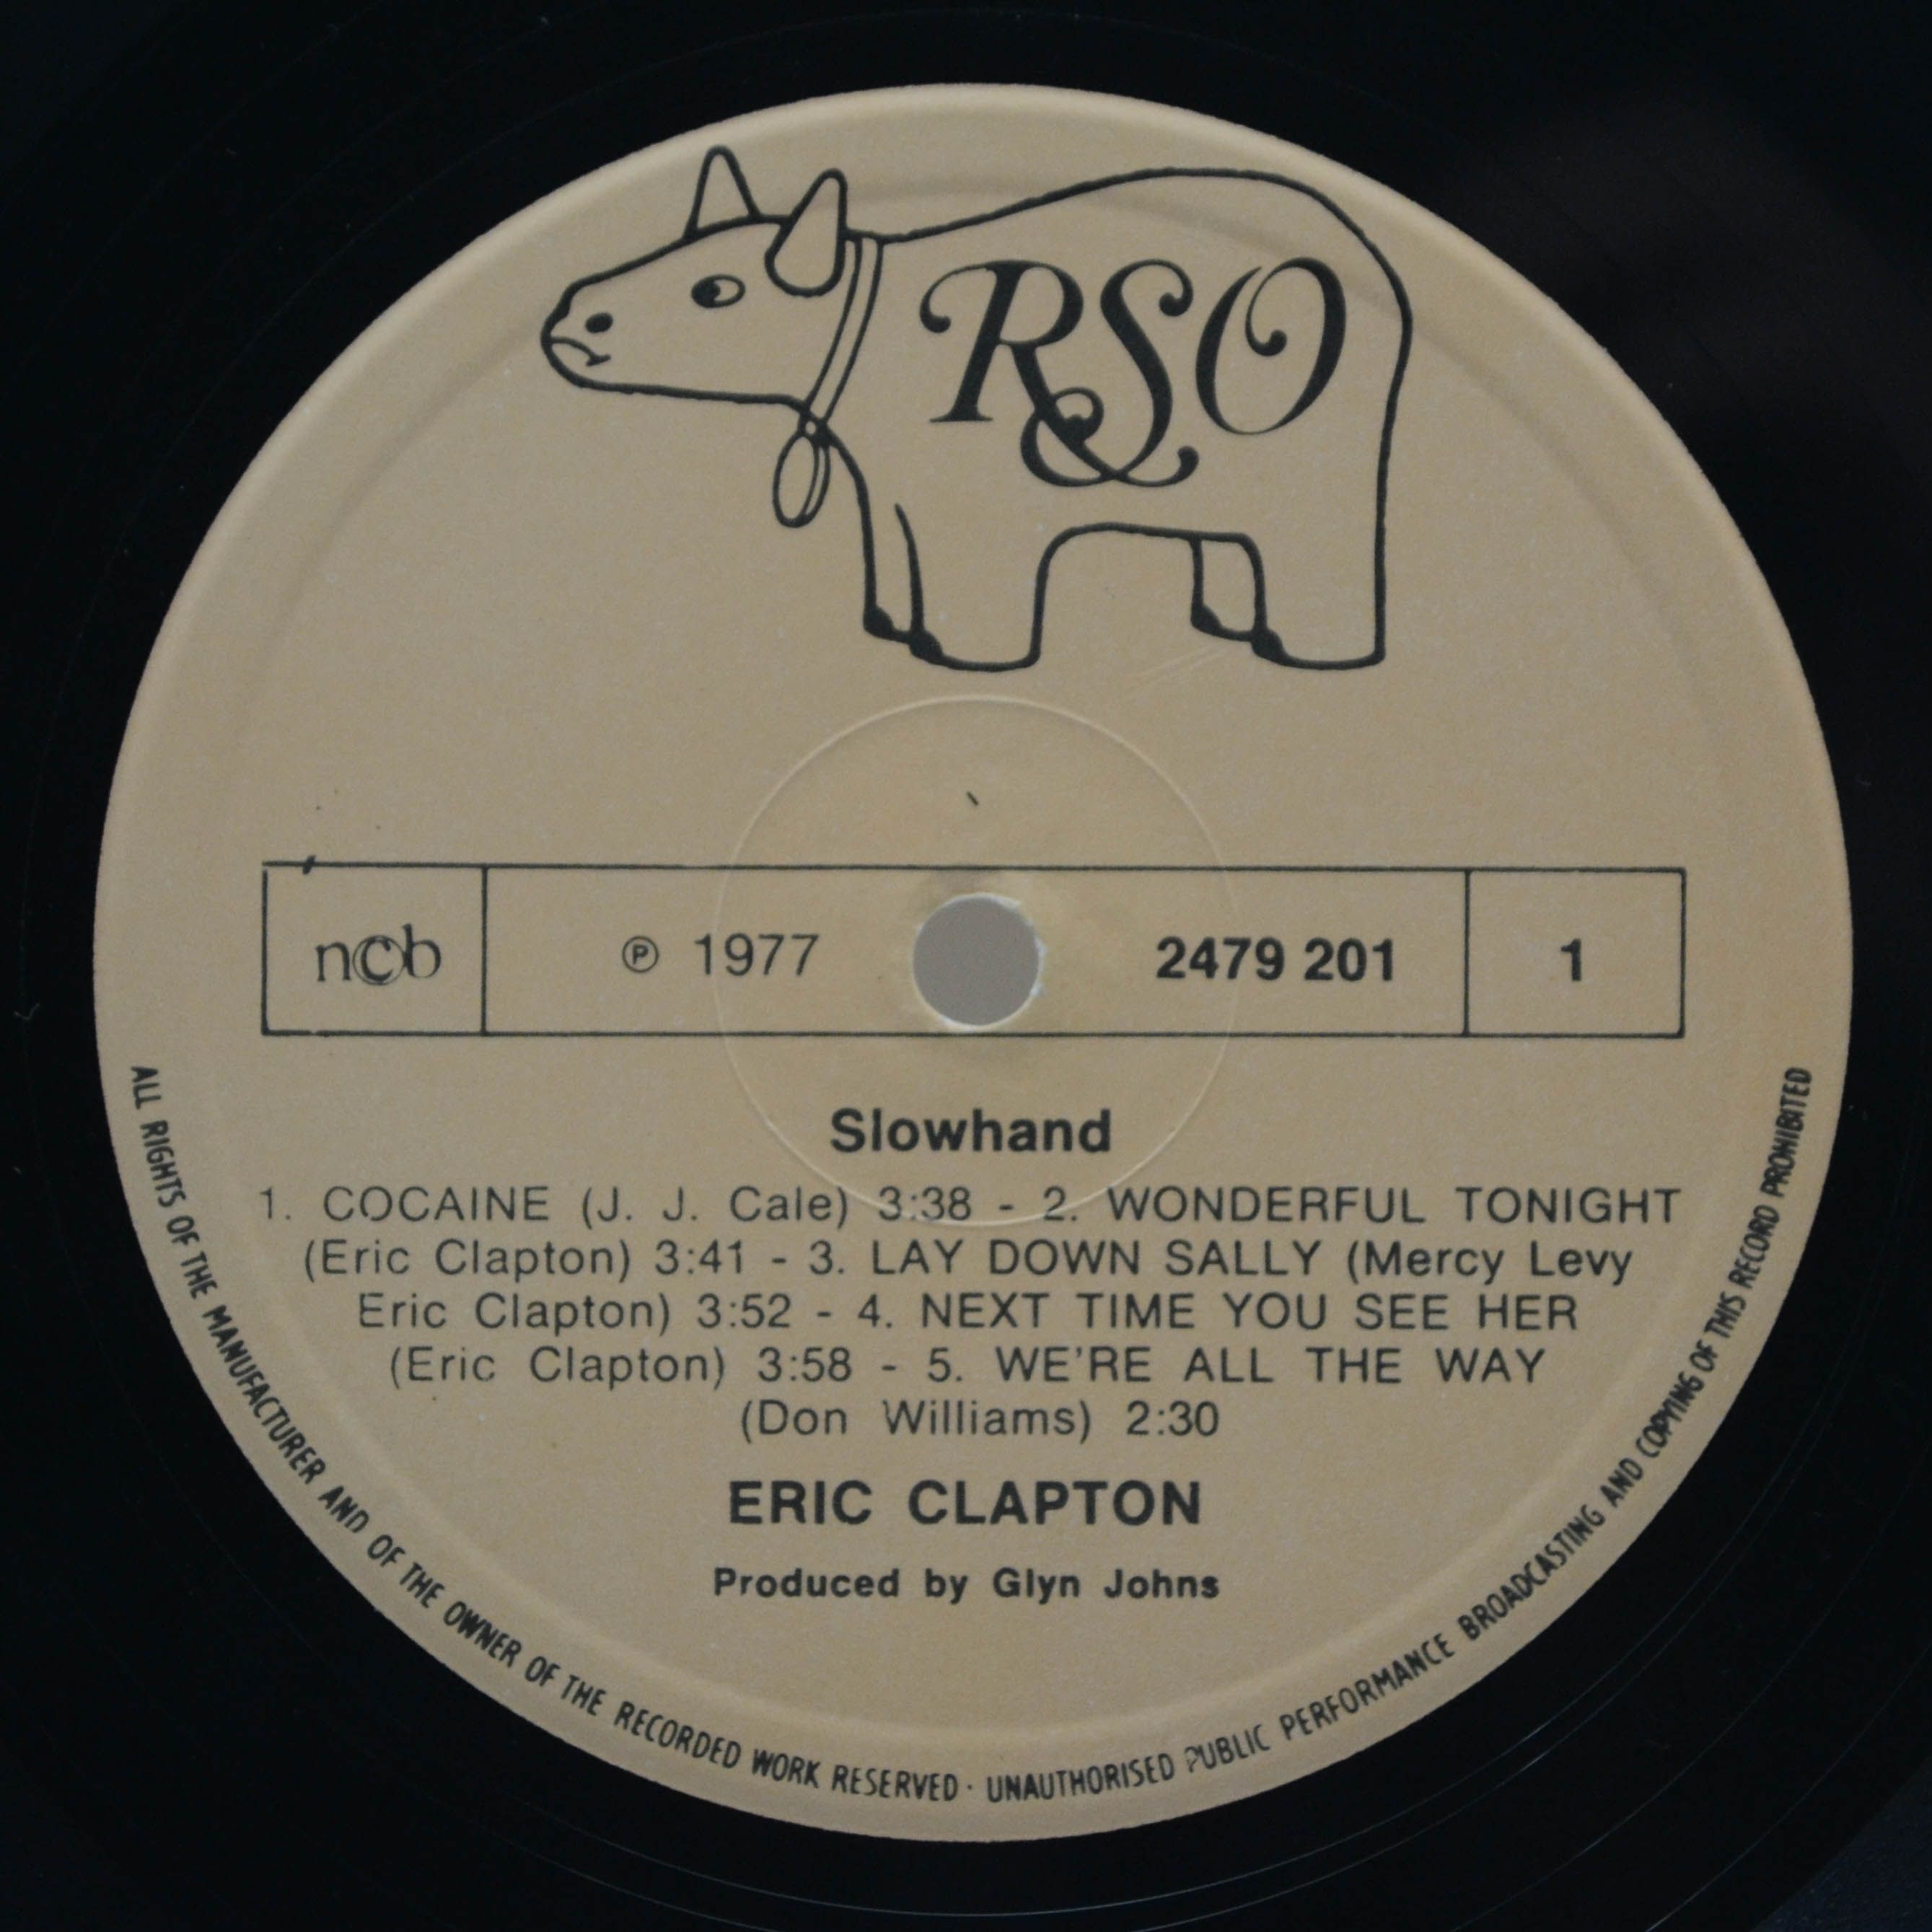 RSO
ncb
℗ 1977
2479 201
1
Slowhand
1. COCAINE (J. J. Cale) 3:38 - 2. WONDERFUL TONIGHT
(Eric Clapton) 3:41 - 3. LAY DOWN SALLY (Mercy Levy
Eric Clapton) 3:52 - 4. NEXT TIME YOU SEE HER
(Eric Clapton) 3:58 - 5. WE'RE ALL THE WAY
(Don Williams) 2:30
ERIC CLAPTON
Produced by Glyn Johns
ALL RIGHTS OF THE MANUFACTURER AND OF THE OWNER OF THE RECORDED WORK RESERVED · UNAUTHORISED PUBLIC PERFORMANCE BROADCASTING AND COPYING OF THIS RECORD PROHIBITED